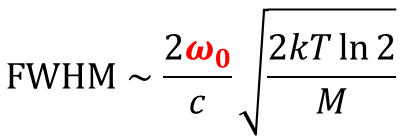 FWHM ~ 2ω₀/c √(2kT ln 2/M)